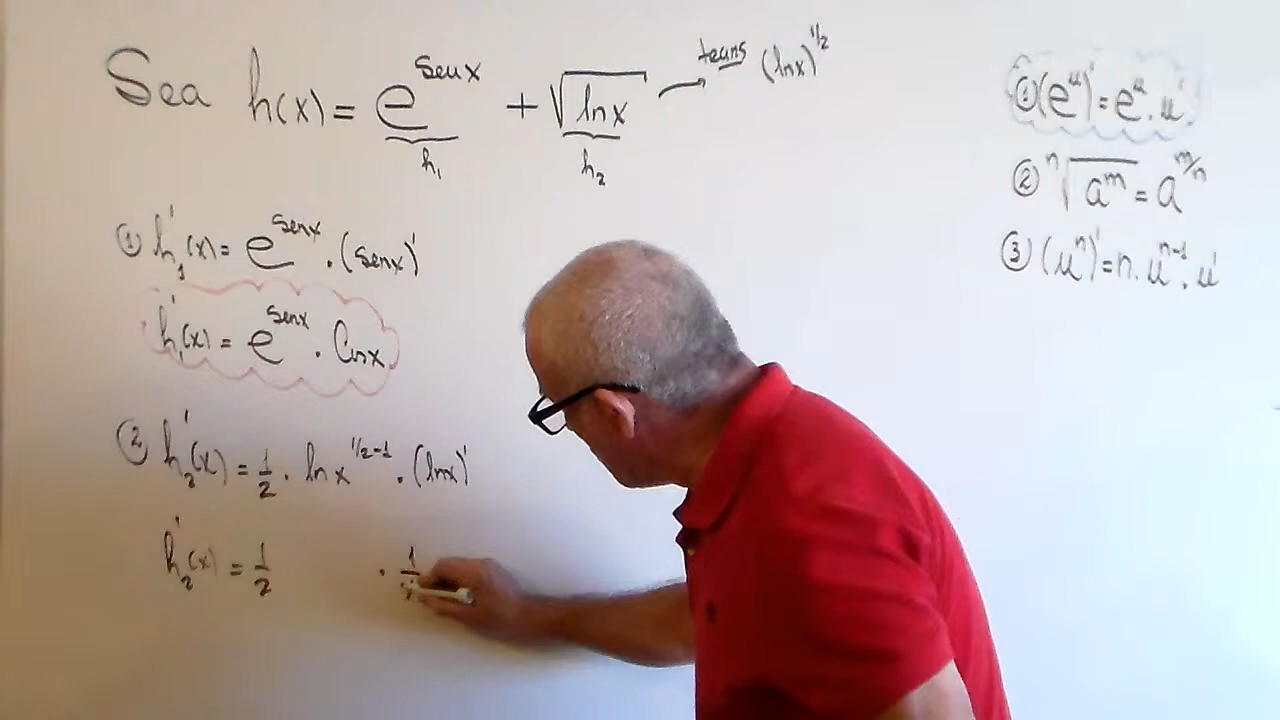 Sea h(x) = e^senx + √lnx → trans (lnx)^1/2
h₁ h₂
① (e^u)' = e^u . u'
② ⁿ√a^m = a^m/n
③ (u^n)' = n . u^n-1 . u'
① h₁'(x) = e^senx . (senx)'
h₁'(x) = e^senx . Cosx
② h₂'(x) = 1/2 . lnx^1/2-1 . (lnx)'
h₂'(x) = 1/2 . 1/x